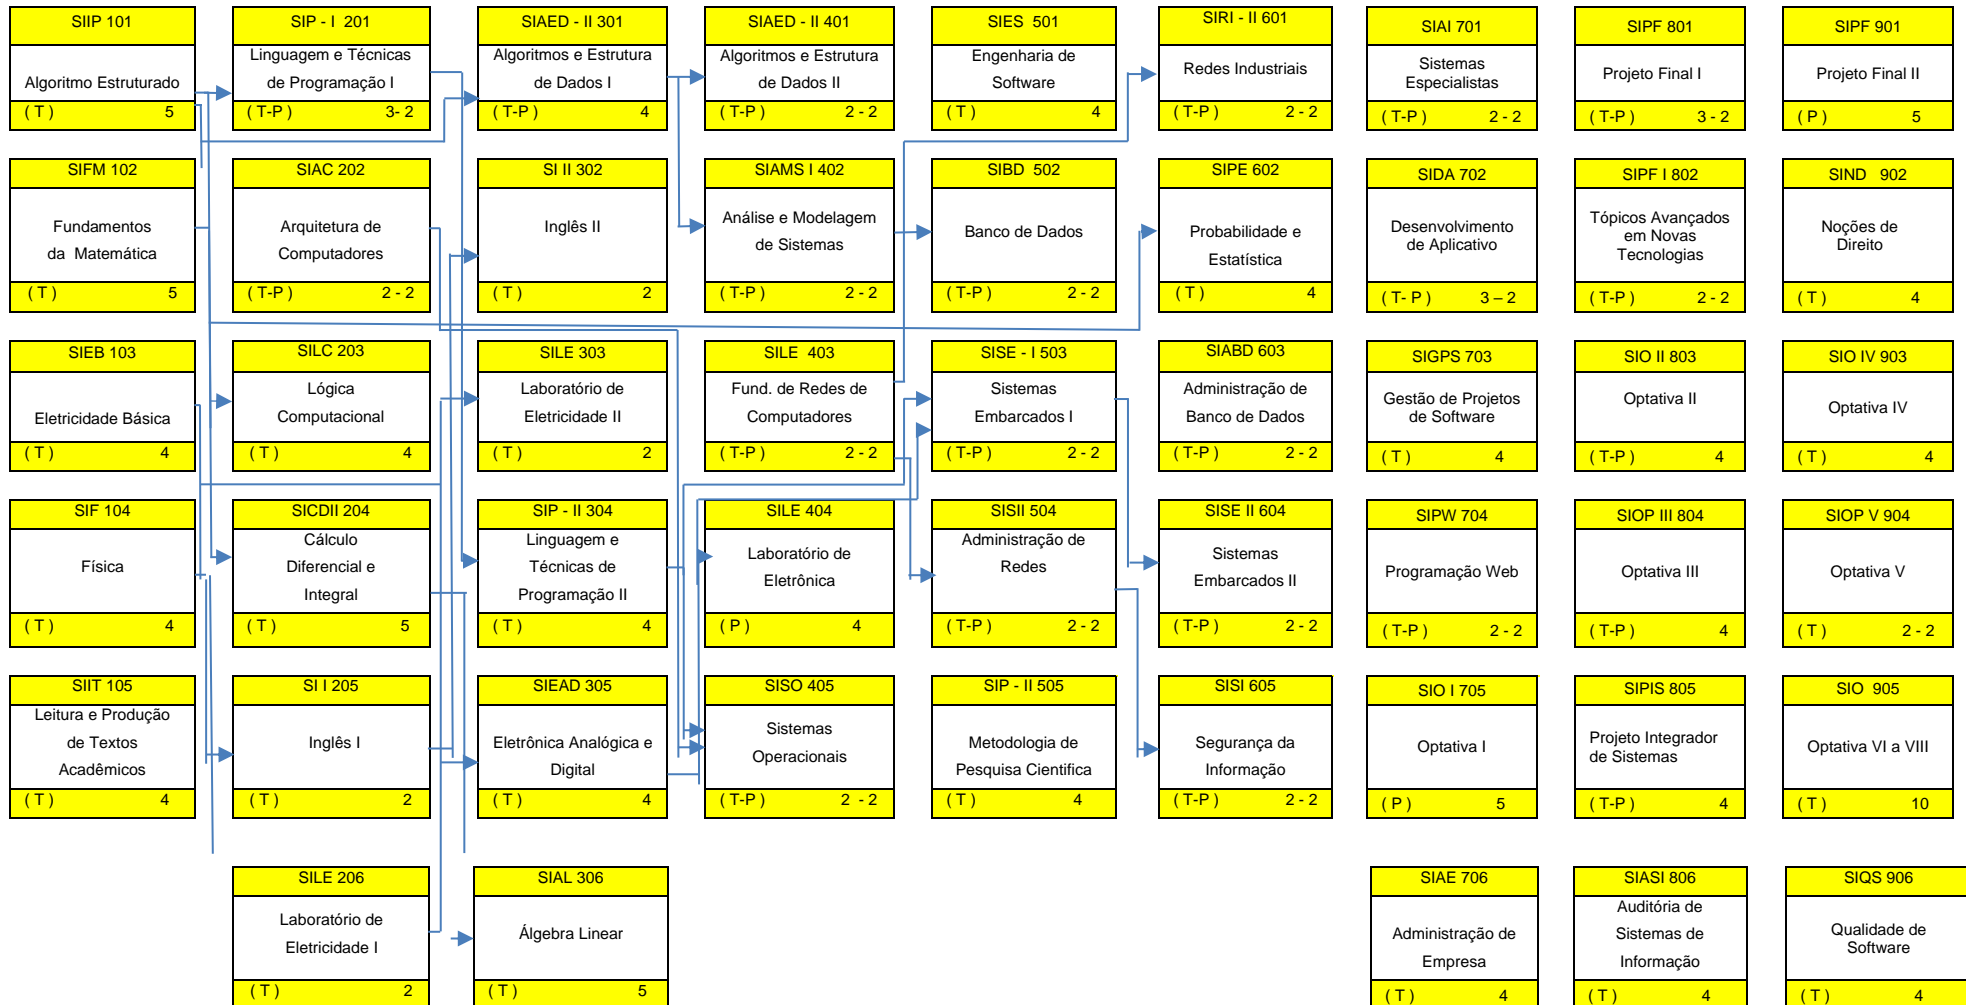 SIIP 101
Algoritmo Estruturado
( T ) 5
SIP - I 201
Linguagem e Técnicas
de Programação I
( T-P ) 3- 2
SIAED - II 301
Algoritmos e Estrutura
de Dados I
( T-P ) 4
SIAED - II 401
Algoritmos e Estrutura
de Dados II
( T-P ) 2 - 2
SIES 501
Engenharia de
Software
( T ) 4
SIRI - II 601
Redes Industriais
( T-P ) 2 - 2
SIAI 701
Sistemas
Especialistas
( T-P ) 2 - 2
SIPF 801
Projeto Final I
( T-P ) 3 - 2
SIPF 901
Projeto Final II
( P ) 5
SIFM 102
Fundamentos
da Matemática
( T ) 5
SIAC 202
Arquitetura de
Computadores
( T-P ) 2 - 2
SI II 302
Inglês II
( T ) 2
SIAMS I 402
Análise e Modelagem
de Sistemas
( T-P ) 2 - 2
SIBD 502
Banco de Dados
( T-P ) 2 - 2
SIPE 602
Probabilidade e
Estatística
( T ) 4
SIDA 702
Desenvolvimento
de Aplicativo
( T- P ) 3 – 2
SIPF I 802
Tópicos Avançados
em Novas
Tecnologias
( T-P ) 2 - 2
SIND 902
Noções de
Direito
( T ) 4
SIEB 103
Eletricidade Básica
( T ) 4
SILC 203
Lógica
Computacional
( T ) 4
SILE 303
Laboratório de
Eletricidade II
( T ) 2
SILE 403
Fund. de Redes de
Computadores
( T-P ) 2 - 2
SISE - I 503
Sistemas
Embarcados I
( T-P ) 2 - 2
SIABD 603
Administração de
Banco de Dados
( T-P ) 2 - 2
SIGPS 703
Gestão de Projetos
de Software
( T ) 4
SIO II 803
Optativa II
( T-P ) 4
SIO IV 903
Optativa IV
( T ) 4
SIF 104
Física
( T ) 4
SICDII 204
Cálculo
Diferencial e
Integral
( T ) 5
SIP - II 304
Linguagem e
Técnicas de
Programação II
( T ) 4
SILE 404
Laboratório de
Eletrônica
( P ) 4
SISII 504
Administração de
Redes
( T-P ) 2 - 2
SISE II 604
Sistemas
Embarcados II
( T-P ) 2 - 2
SIPW 704
Programação Web
( T-P ) 2 - 2
SIOP III 804
Optativa III
( T-P ) 4
SIOP V 904
Optativa V
( T ) 2 - 2
SIIT 105
Leitura e Produção
de Textos
Acadêmicos
( T ) 4
SI I 205
Inglês I
( T ) 2
SIEAD 305
Eletrônica Analógica e
Digital
( T ) 4
SISO 405
Sistemas
Operacionais
( T-P ) 2 - 2
SIP - II 505
Metodologia de
Pesquisa Cientifica
( T ) 4
SISI 605
Segurança da
Informação
( T-P ) 2 - 2
SIO I 705
Optativa I
( P ) 5
SIPIS 805
Projeto Integrador
de Sistemas
( T-P ) 4
SIO 905
Optativa VI a VIII
( T ) 10
SILE 206
Laboratório de
Eletricidade I
( T ) 2
SIAL 306
Álgebra Linear
( T ) 5
SIAE 706
Administração de
Empresa
( T ) 4
SIASI 806
Auditória de
Sistemas de
Informação
( T ) 4
SIQS 906
Qualidade de
Software
( T ) 4